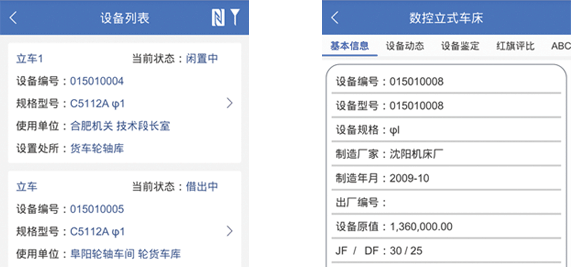 设备列表
立车1 当前状态：闲置中
设备编号：015010004
规格型号：C5112A φ1
使用单位：合肥机关 技术段长室
设置处所：货车轮轴库
立车 当前状态：借出中
设备编号：015010005
规格型号：C5112A φ1
使用单位：阜阳轮轴车间 轮货车库
数控立式车床
基本信息 设备动态 设备鉴定 红旗评比 ABC
设备编号：015010008
设备型号：015010008
设备规格：φI
制造厂家：沈阳机床厂
制造年月：2009-10
出厂编号：
设备原值：1,360,000.00
JF / DF：30 / 25